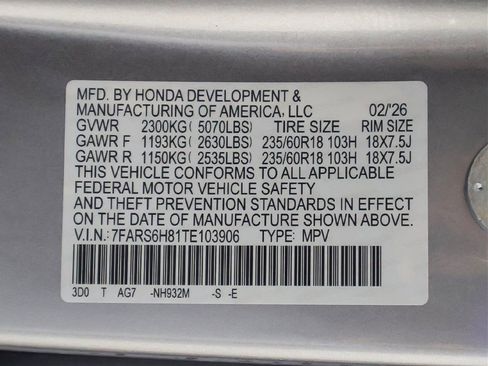 MFD. BY HONDA DEVELOPMENT &
MANUFACTURING OF AMERICA, LLC 02/'26
GVWR 2300KG( 5070LBS) TIRE SIZE RIM SIZE
GAWR F 1193KG( 2630LBS) 235/60R18 103H 18X7.5J
GAWR R 1150KG( 2535LBS) 235/60R18 103H 18X7.5J
THIS VEHICLE CONFORMS TO ALL APPLICABLE
FEDERAL MOTOR VEHICLE SAFETY
AND THEFT PREVENTION STANDARDS IN EFFECT
ON THE DATE OF MANUFACTURE SHOWN ABOVE.
V.I.N.:7FARS6H81TE103906 TYPE: MPV
3D0 T AG7 -NH932M -S -E